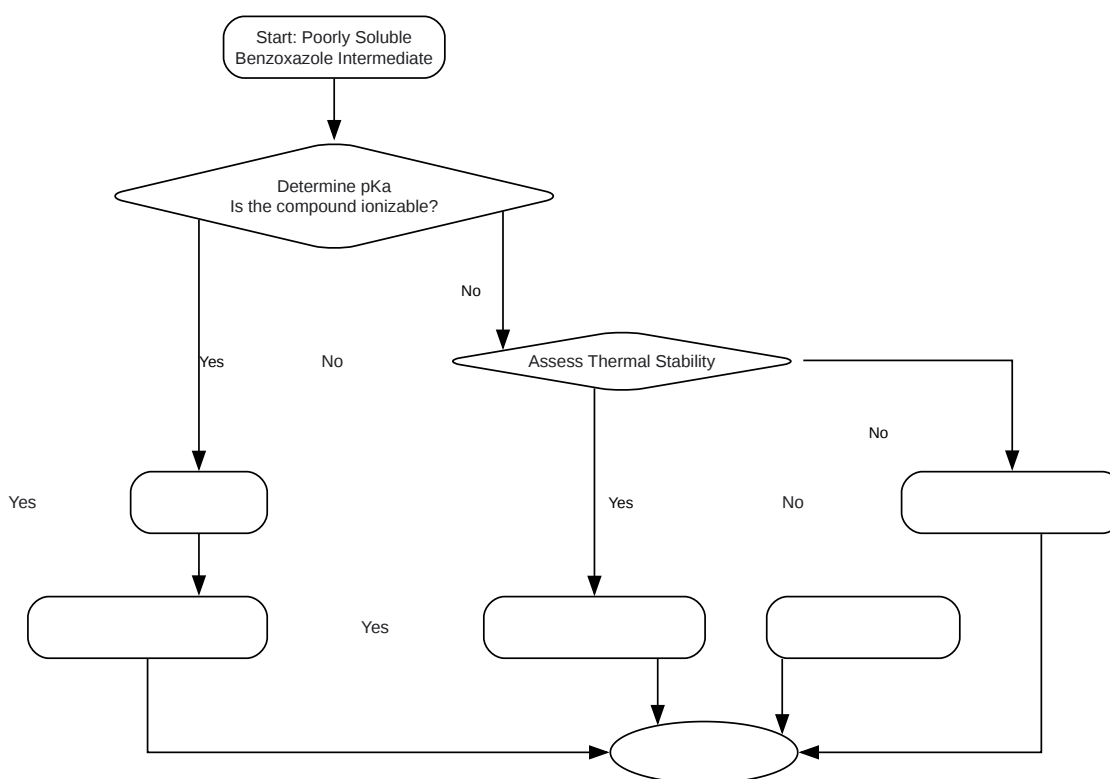 Start: Poorly Soluble
Benzoxazole Intermediate
Determine pKa
Is the compound ionizable?
No
Yes
No
Assess Thermal Stability
No
Yes
Yes
No
Yes